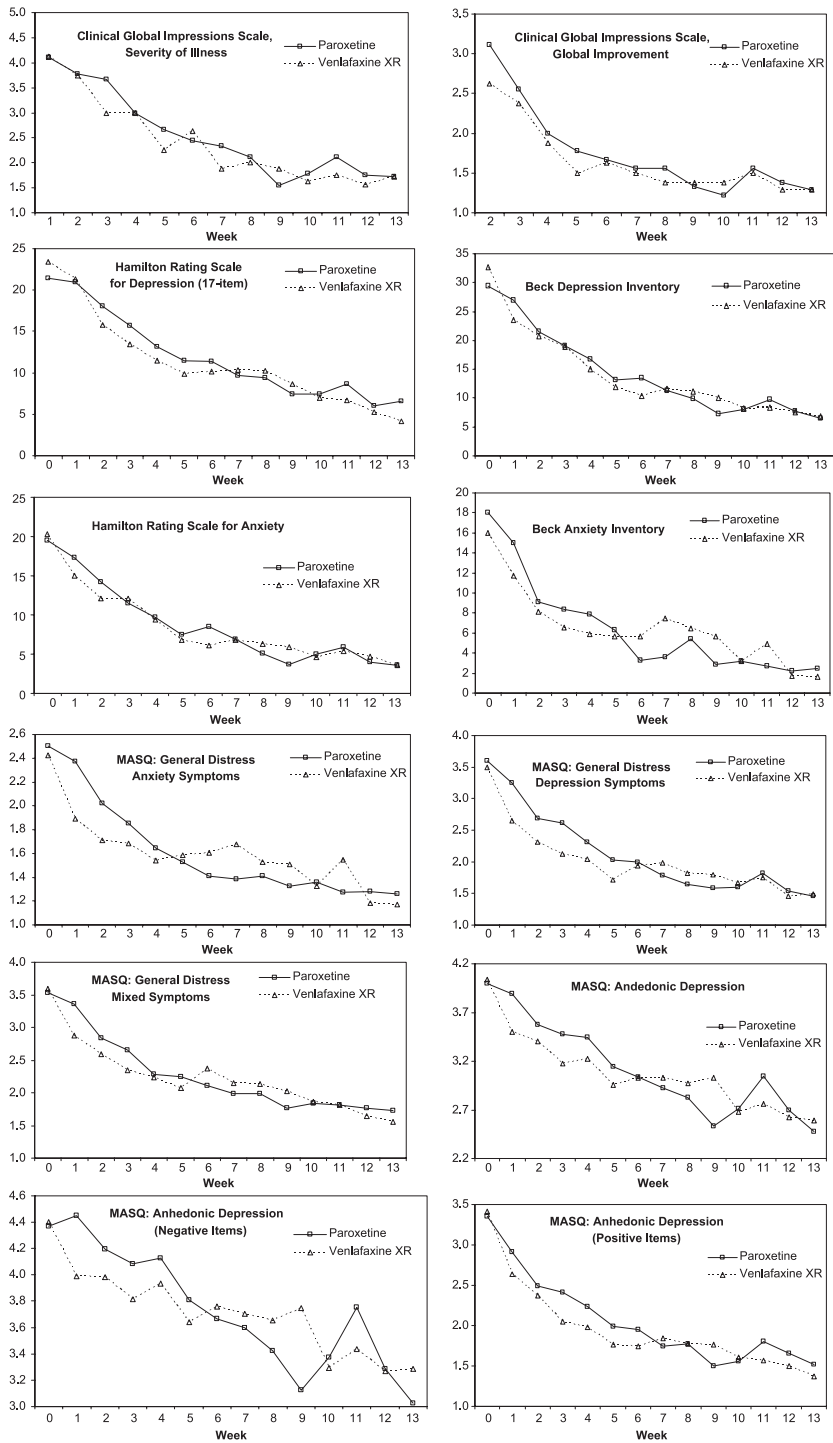 Clinical Global Impressions Scale,
Severity of Illness
Paroxetine
Venlafaxine XR
4.5
4.0
3.5
3.0
2.5
2.0
1.5
1.0
1 2 3 4 5 6 7 8 9 10 11 12 13
Week
Clinical Global Impressions Scale,
Global Improvement
Paroxetine
Venlafaxine XR
3.5
3.0
2.5
2.0
1.5
1.0
2 3 4 5 6 7 8 9 10 11 12 13
Week
Hamilton Rating Scale
for Depression (17-item)
Paroxetine
Venlafaxine XR
25
20
15
10
5
0
0 1 2 3 4 5 6 7 8 9 10 11 12 13
Week
Beck Depression Inventory
Paroxetine
Venlafaxine XR
35
30
25
20
15
10
5
0
0 1 2 3 4 5 6 7 8 9 10 11 12 13
Week
Hamilton Rating Scale for Anxiety
Paroxetine
Venlafaxine XR
25
20
15
10
5
0
0 1 2 3 4 5 6 7 8 9 10 11 12 13
Week
Beck Anxiety Inventory
Paroxetine
Venlafaxine XR
20
18
16
14
12
10
8
6
4
2
0
0 1 2 3 4 5 6 7 8 9 10 11 12 13
Week
MASQ: General Distress
Anxiety Symptoms
Paroxetine
Venlafaxine XR
2.6
2.4
2.2
2.0
1.8
1.6
1.4
1.2
1.0
0 1 2 3 4 5 6 7 8 9 10 11 12 13
Week
MASQ: General Distress
Depression Symptoms
Paroxetine
Venlafaxine XR
4.0
3.5
3.0
2.5
2.0
1.5
1.0
0 1 2 3 4 5 6 7 8 9 10 11 12 13
Week
MASQ: General Distress
Mixed Symptoms
Paroxetine
Venlafaxine XR
4.0
3.5
3.0
2.5
2.0
1.5
1.0
0 1 2 3 4 5 6 7 8 9 10 11 12 13
Week
MASQ: Andedonic Depression
Paroxetine
Venlafaxine XR
4.2
3.7
3.2
2.7
2.2
0 1 2 3 4 5 6 7 8 9 10 11 12 13
Week
MASQ: Anhedonic Depression
(Negative Items)
Paroxetine
Venlafaxine XR
4.6
4.4
4.2
4.0
3.8
3.6
3.4
3.2
3.0
0 1 2 3 4 5 6 7 8 9 10 11 12 13
Week
MASQ: Anhedonic Depression
(Positive Items)
Paroxetine
Venlafaxine XR
3.5
3.0
2.5
2.0
1.5
1.0
0 1 2 3 4 5 6 7 8 9 10 11 12 13
Week